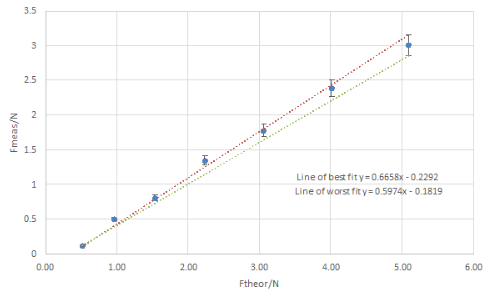 3.5
3
2.5
2
1.5
1
0.5
0
Fmeas/N
Line of best fit y = 0.6658x - 0.2292
Line of worst fit y = 0.5974x - 0.1819
0.00 1.00 2.00 3.00 4.00 5.00 6.00
Ftheor/N